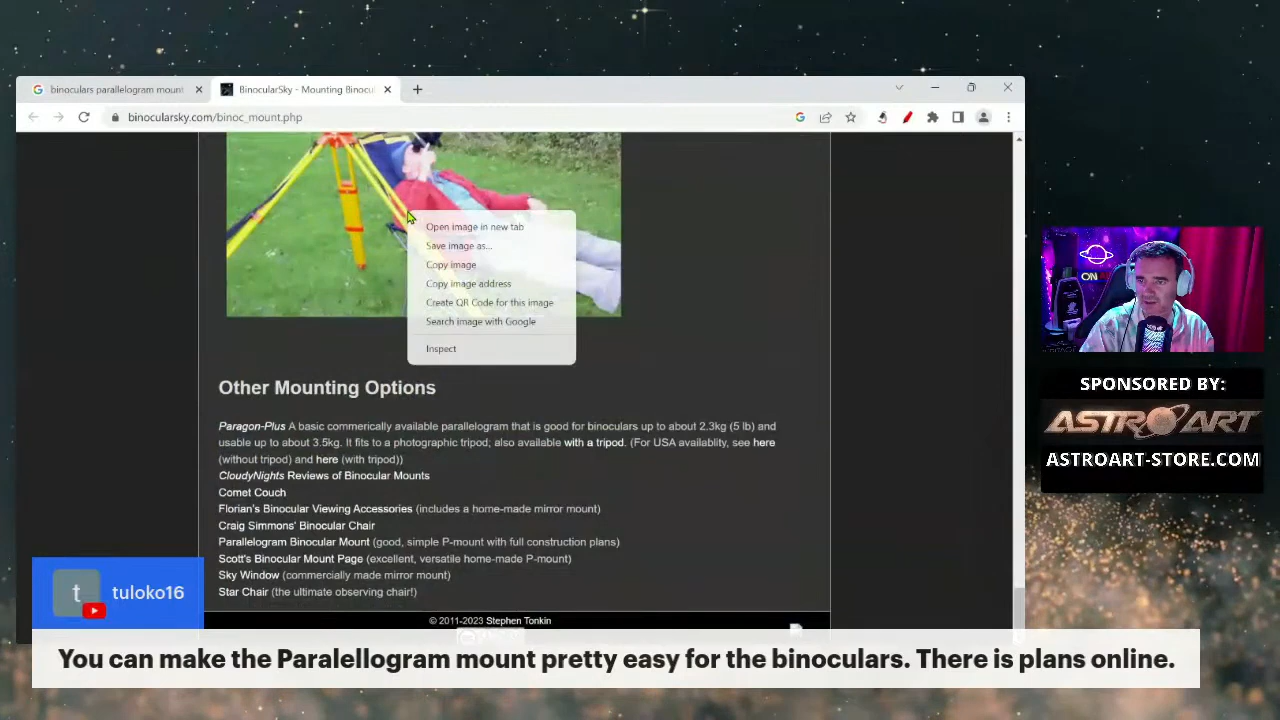 binoculars parallelogram mount
BinocularSky - Mounting Binocu
binocularsky.com/binoc_mount.php
Open image in new tab
Save image as...
Copy image
Copy image address
Create QR Code for this image
Search image with Google
Inspect
Other Mounting Options
Paragon-Plus A basic commerically available parallelogram that is good for binoculars up to about 2.3kg (5 lb) and
usable up to about 3.5kg. It fits to a photographic tripod; also available with a tripod. (For USA availablity, see here
(without tripod) and here (with tripod))
CloudyNights Reviews of Binocular Mounts
Comet Couch
Florian's Binocular Viewing Accessories (includes a home-made mirror mount)
Craig Simmons' Binocular Chair
Parallelogram Binocular Mount (good, simple P-mount with full construction plans)
Scott's Binocular Mount Page (excellent, versatile home-made P-mount)
Sky Window (commercially made mirror mount)
Star Chair (the ultimate observing chair!)
© 2011-2023 Stephen Tonkin
SPONSORED BY:
ASTROART
ASTROART-STORE.COM
t
tuloko16
You can make the Paralellogram mount pretty easy for the binoculars. There is plans online.